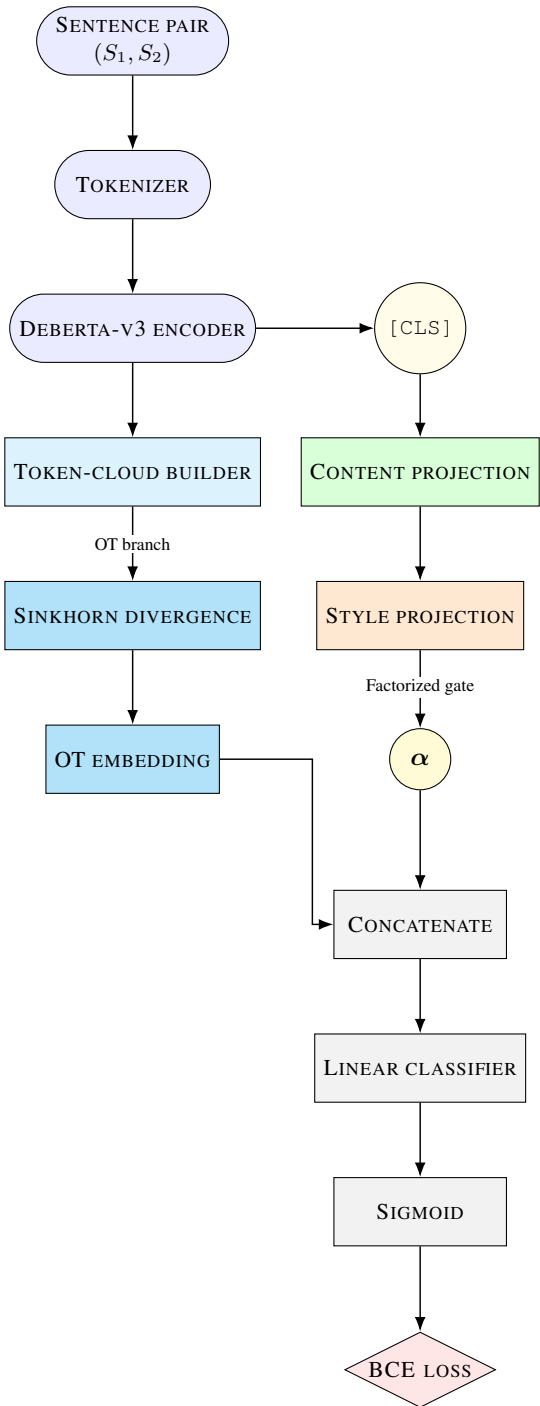 SENTENCE PAIR
(S₁, S₂)
TOKENIZER
DEBERTA-V3 ENCODER
[CLS]
TOKEN-CLOUD BUILDER
CONTENT PROJECTION
OT branch
SINKHORN DIVERGENCE
STYLE PROJECTION
Factorized gate
OT EMBEDDING
α
CONCATENATE
LINEAR CLASSIFIER
SIGMOID
BCE LOSS